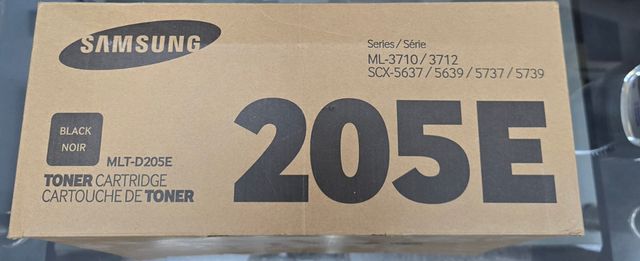 SAMSUNG
Series / Série
ML-3710 / 3712
SCX-5637 / 5639 / 5737 / 5739
BLACK
NOIR
MLT-D205E
TONER CARTRIDGE
CARTOUCHE DE TONER
205E